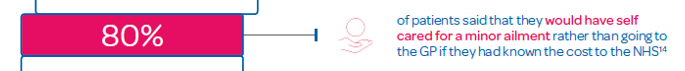 80%
of patients said that they would have self
cared for a minor ailment rather than going to
the GP if they had known the cost to the NHS¹⁴